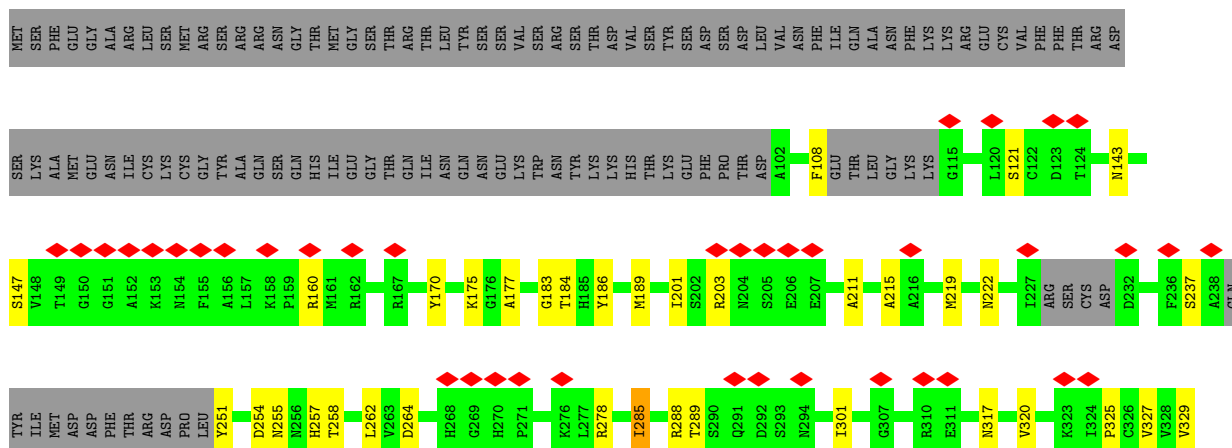 MET SER PHE GLU GLY ALA ARG LEU SER MET ARG SER ARG ARG ASN GLY THR MET GLY SER THR ARG THR LEU TYR SER SER VAL SER ARG SER THR ASP VAL SER TYR SER ASP SER ASP LEU VAL ASN PHE ILE GLN ALA ASN PHE LYS LYS ARG GLU CYS VAL PHE PHE THR ARG ASP
SER LYS ALA MET GLU ASN ILE CYS LYS CYS GLY TYR ALA GLN SER GLN HIS ILE GLU GLY THR GLN ILE ASN GLN ASN GLU LYS TRP ASN TYR LYS LYS HIS THR LYS GLU PHE PRO THR ASP A102 F108 GLU THR LEU GLY LYS LYS G115 L120 S121 C122 D123 T124 N143
S147 V148 T149 G150 G151 A152 K153 N154 F155 A156 L157 K158 P159 R160 M161 R162 R167 Y170 K175 G176 A177 G183 T184 H185 Y186 M189 I201 S202 R203 N204 S205 E206 E207 A211 A215 A216 M219 N222 I227 ARG SER CYS ASP D232 F236 S237 A238 GLN
TYR ILE MET ASP ASP PHE THR ARG ASP PRO LEU Y251 D254 N255 N256 H257 T258 L262 V263 D264 H268 G269 H270 P271 K276 L277 R278 I285 R288 T289 S290 Q291 D292 S293 N294 I301 G307 R310 E311 N317 V320 K323 I324 P325 C326 V327 V328 V329